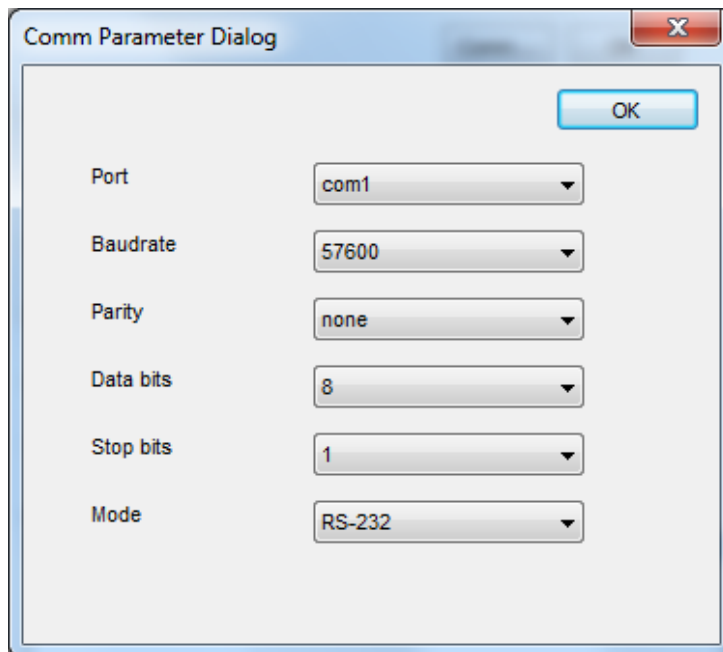 Comm Parameter Dialog
OK
Port com1
Baudrate 57600
Parity none
Data bits 8
Stop bits 1
Mode RS-232